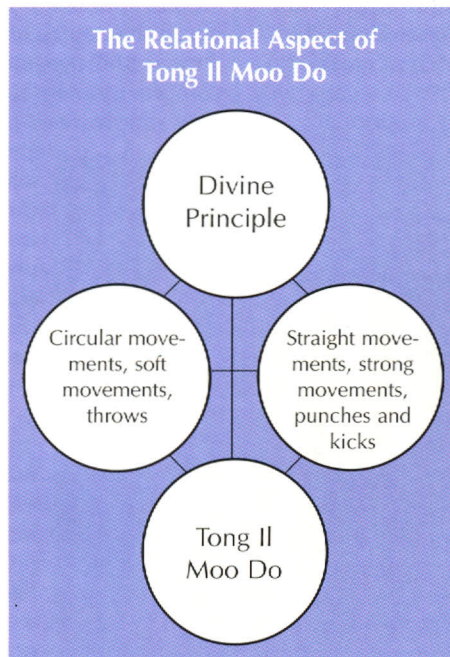 The Relational Aspect of
Tong Il Moo Do
Divine
Principle
Circular move-
ments, soft
movements,
throws
Straight move-
ments, strong
movements,
punches and
kicks
Tong Il
Moo Do